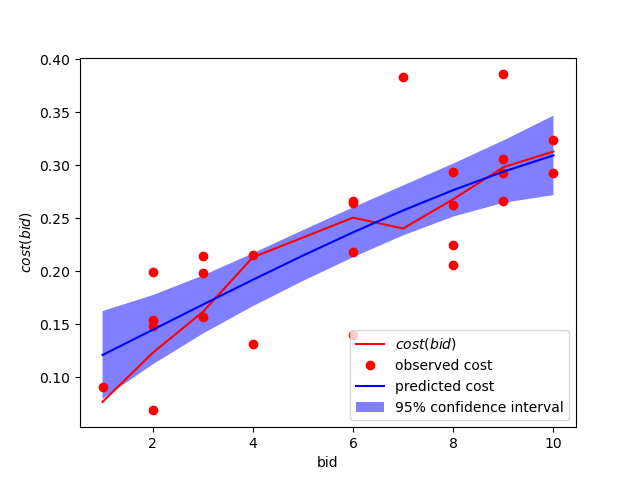 0.40
0.35
0.30
0.25
0.20
0.15
0.10
cost(bid)
2
4
6
8
10
bid
cost(bid)
observed cost
predicted cost
95% confidence interval